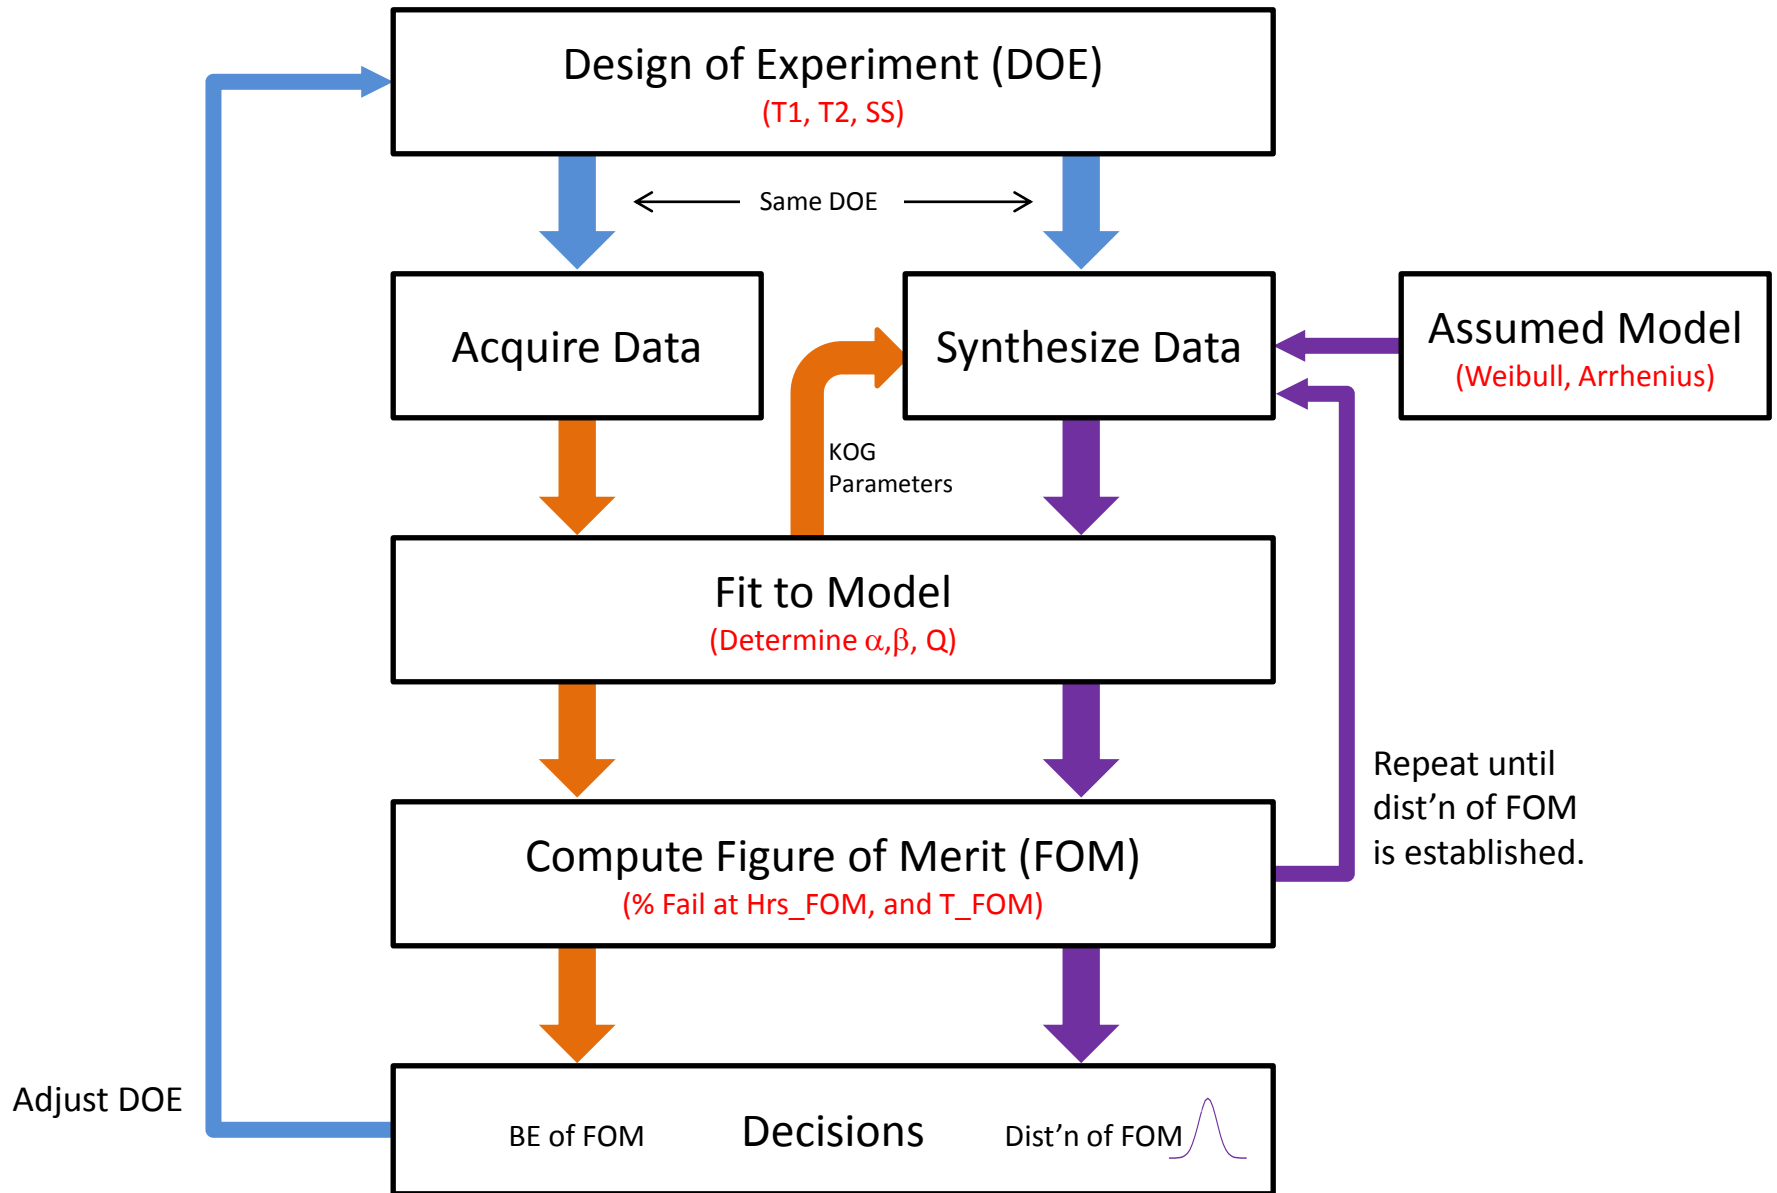 Design of Experiment (DOE)
(T1, T2, SS)
Same DOE
Acquire Data
Synthesize Data
Assumed Model
(Weibull, Arrhenius)
KOG
Parameters
Fit to Model
(Determine α,β, Q)
Repeat until
dist’n of FOM
is established.
Compute Figure of Merit (FOM)
(% Fail at Hrs_FOM, and T_FOM)
Adjust DOE
BE of FOM
Decisions
Dist’n of FOM